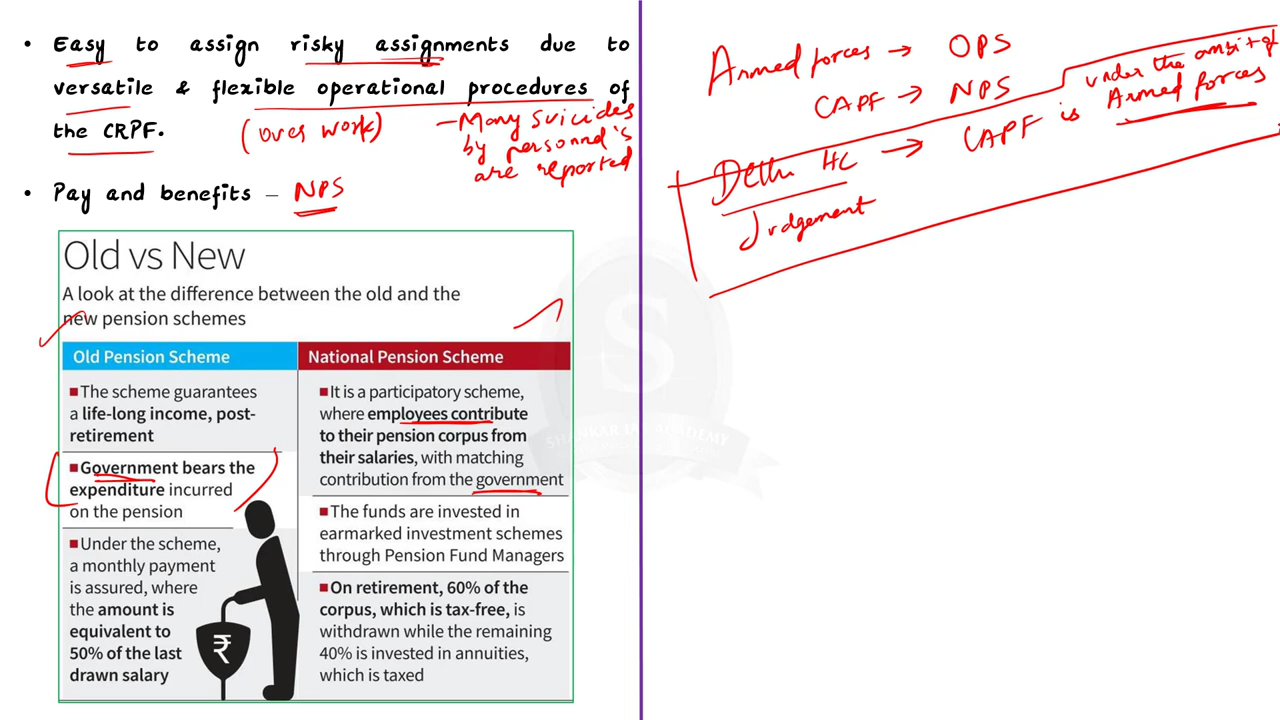 • Easy to assign risky assignments due to
versatile & flexible operational procedures of
the CRPF.
(over work)
- Many suicides
by personnel's
are reported
• Pay and benefits – NPS
Old vs New
A look at the difference between the old and the
new pension schemes
Old Pension Scheme
■ The scheme guarantees
a life-long income, post-
retirement
■ Government bears the
expenditure incurred
on the pension
■ Under the scheme,
a monthly payment
is assured, where
the amount is
equivalent to
50% of the last
drawn salary
₹
National Pension Scheme
■ It is a participatory scheme,
where employees contribute
to their pension corpus from
their salaries, with matching
contribution from the government
■ The funds are invested in
earmarked investment schemes
through Pension Fund Managers
■ On retirement, 60% of the
corpus, which is tax-free, is
withdrawn while the remaining
40% is invested in annuities,
which is taxed
Armed forces → OPS
CAPF → NPS
Delhi HC → CAPF is under the ambit of
Armed forces
Judgement
S
SHANKAR IAS ACADEMY